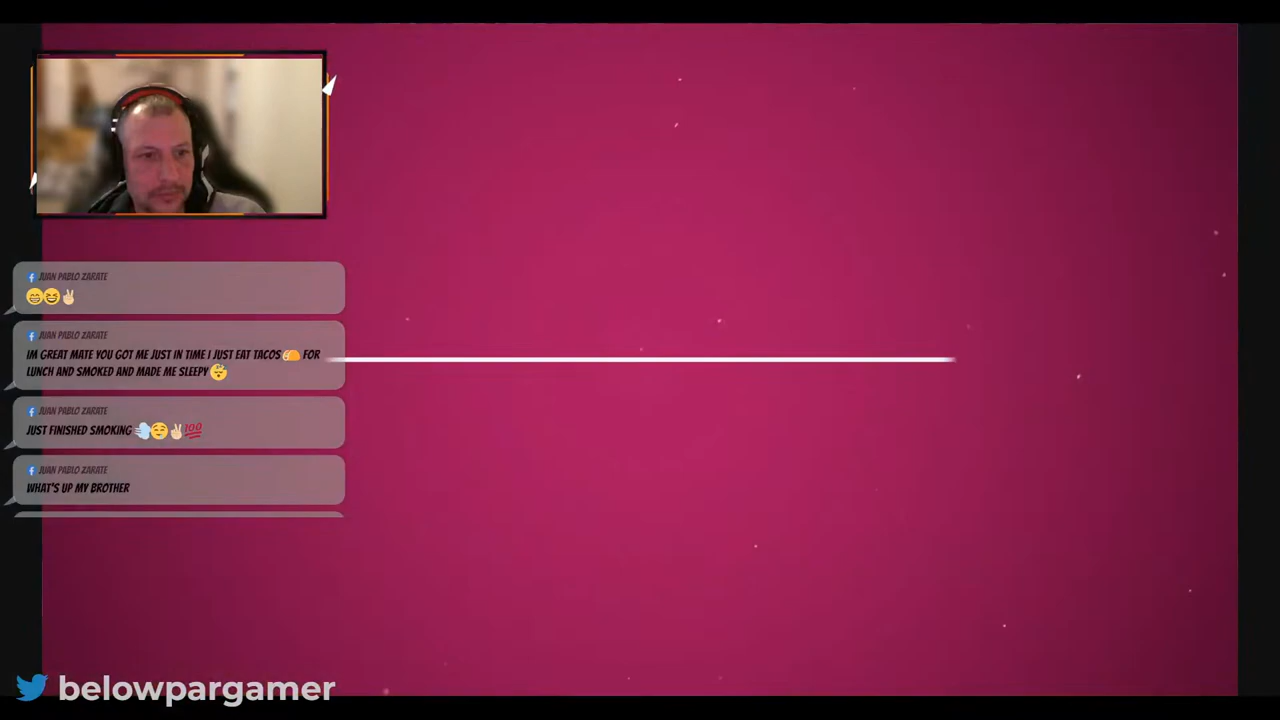 JUAN PABLO ZARATE
😁😆✌🏻
JUAN PABLO ZARATE
IM GREAT MATE YOU GOT ME JUST IN TIME I JUST EAT TACOS🌮 FOR
LUNCH AND SMOKED AND MADE ME SLEEPY 😴
JUAN PABLO ZARATE
JUST FINISHED SMOKING 💨😌✌🏻💯
JUAN PABLO ZARATE
WHAT'S UP MY BROTHER
belowpargamer